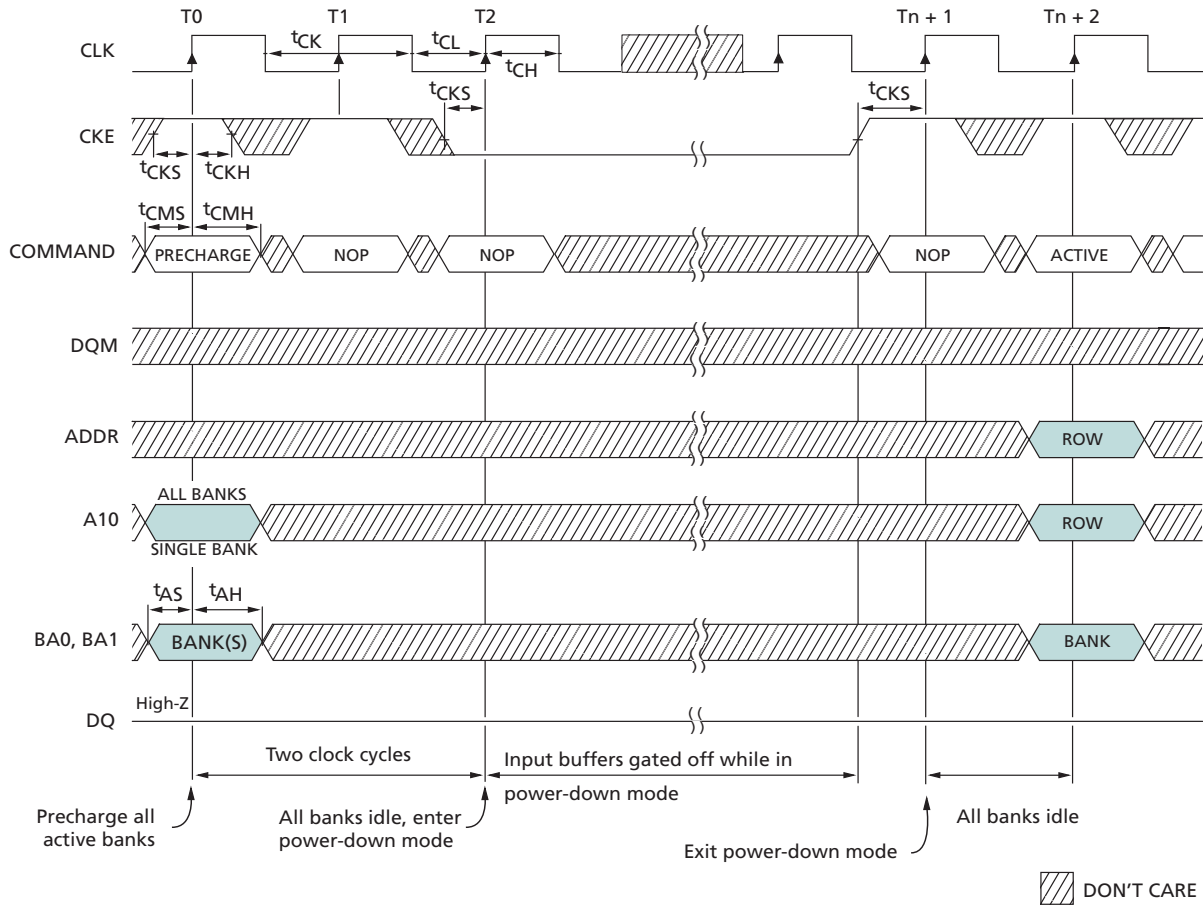 T0 T1 T2 Tn + 1 Tn + 2
CLK
tCK tCL
tCH
tCKS tCKS
CKE
tCKS tCKH
tCMS tCMH
COMMAND PRECHARGE NOP NOP NOP ACTIVE
DQM
ADDR ROW
ALL BANKS
A10 ROW
SINGLE BANK
tAS tAH
BA0, BA1 BANK(S) BANK
High-Z
DQ
Two clock cycles
Input buffers gated off while in
power-down mode
Precharge all
active banks
All banks idle, enter
power-down mode
Exit power-down mode
All banks idle
DON'T CARE